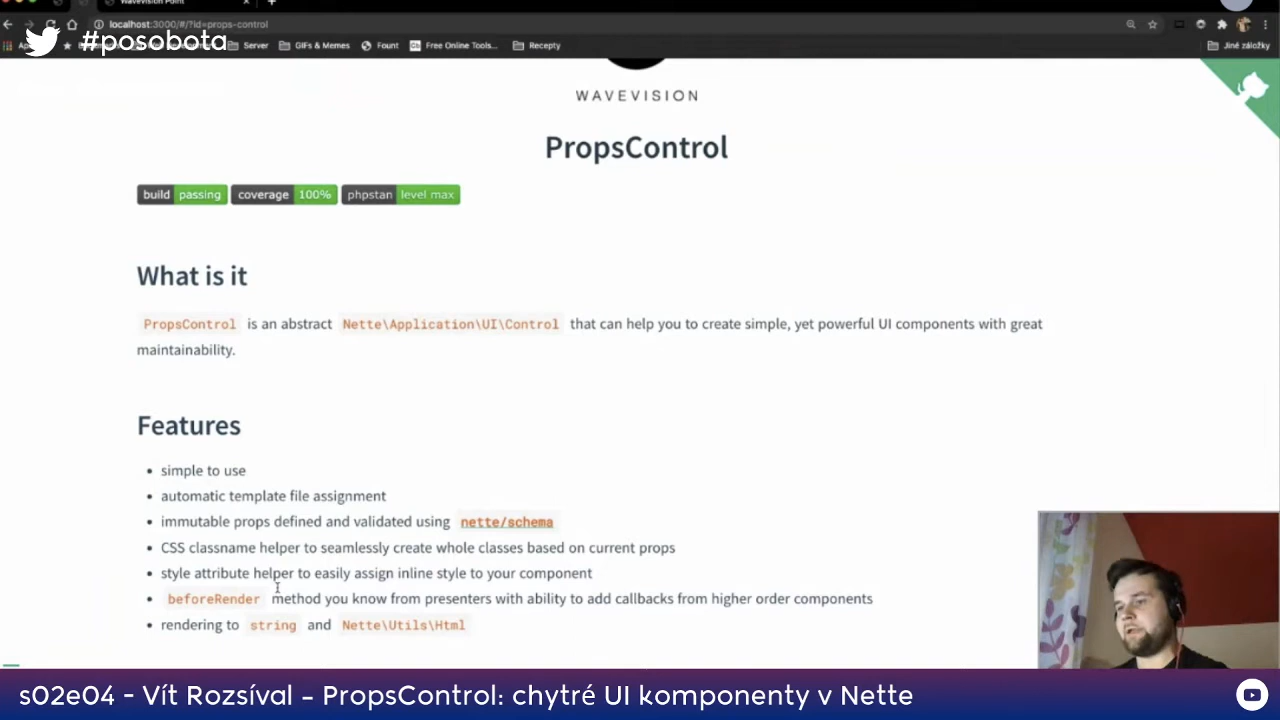 Wavevision Point
localhost:3000/#/?id=props-control
#posobota
Server
GIFs & Memes
Fount
Free Online Tools...
Recepty
Jiné záložky
WAVEVISION
PropsControl
build passing coverage 100% phpstan level max
What is it
PropsControl is an abstract Nette\Application\UI\Control that can help you to create simple, yet powerful UI components with great
maintainability.
Features
simple to use
automatic template file assignment
immutable props defined and validated using nette/schema
CSS classname helper to seamlessly create whole classes based on current props
style attribute helper to easily assign inline style to your component
beforeRender method you know from presenters with ability to add callbacks from higher order components
rendering to string and Nette\Utils\Html
s02e04 - Vít Rozsíval – PropsControl: chytré UI komponenty v Nette